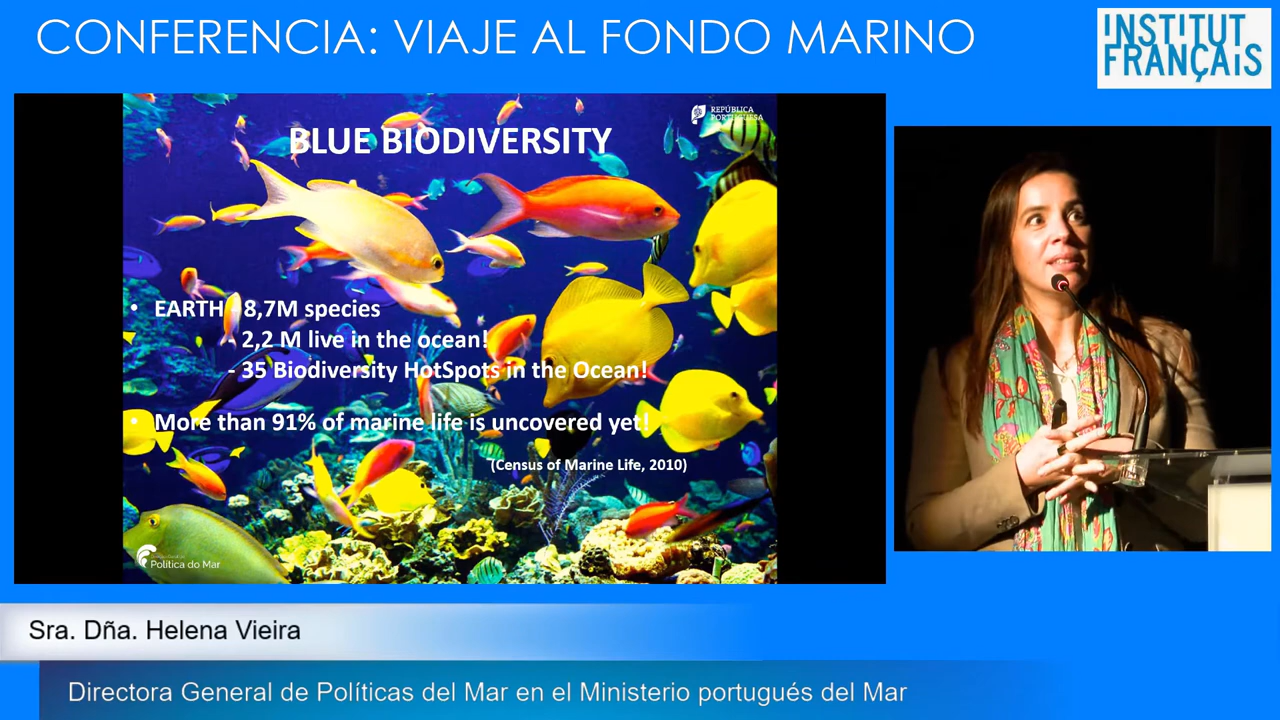 CONFERENCIA: VIAJE AL FONDO MARINO
INSTITUT
FRANÇAiS
REPÚBLICA
PORTUGUESA
BLUE BIODIVERSITY
• EARTH - 8,7M species
- 2,2 M live in the ocean!
- 35 Biodiversity HotSpots in the Ocean!
• More than 91% of marine life is uncovered yet!
(Census of Marine Life, 2010)
Política do Mar
Sra. Dña. Helena Vieira
Directora General de Políticas del Mar en el Ministerio portugués del Mar